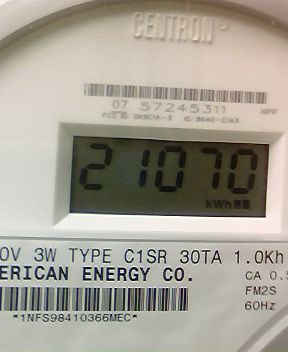 CENTRON
07 57245311 HPP
21070
kWh
0V 3W TYPE C1SR 30TA 1.0Kh
ERICAN ENERGY CO.
CA 0.5
FM2S
60Hz
*1NFS98410366MEC*